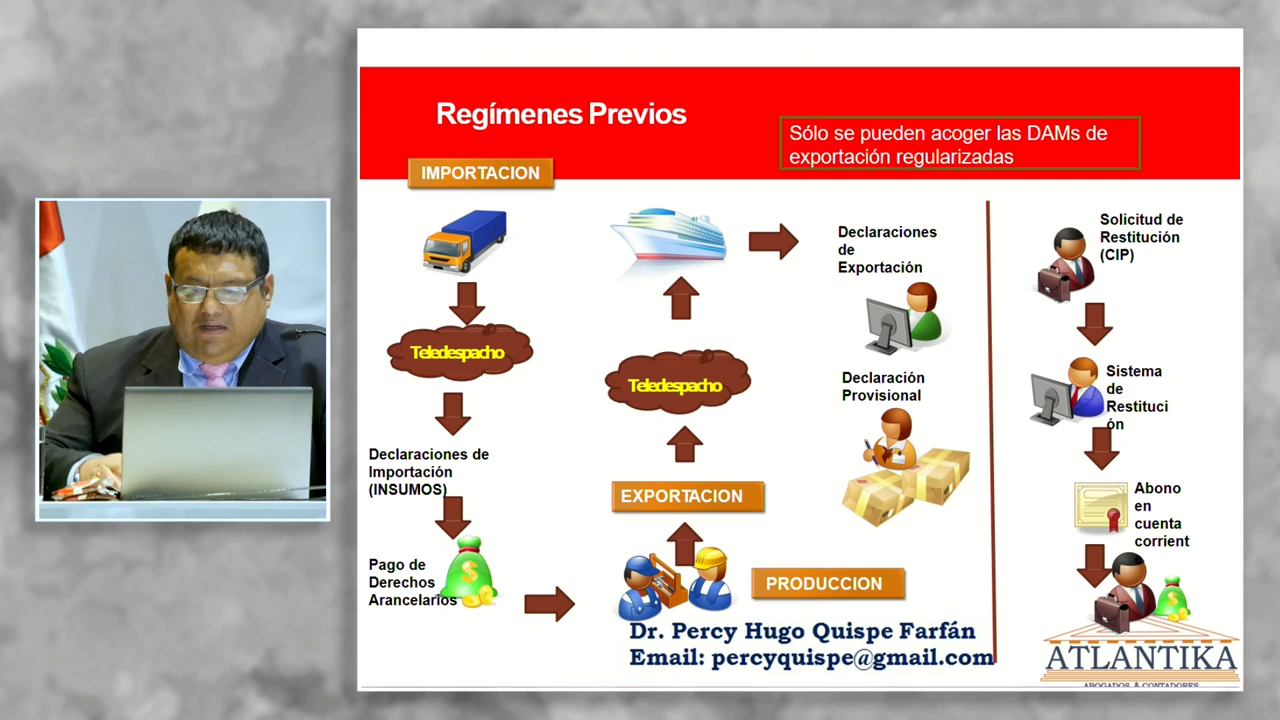 Regímenes Previos
Sólo se pueden acoger las DAMs de
exportación regularizadas
IMPORTACION
Teledespacho
Declaraciones de
Importación
(INSUMOS)
Pago de
Derechos
Arancelarios
Teledespacho
EXPORTACION
PRODUCCION
Declaraciones
de
Exportación
Declaración
Provisional
Solicitud de
Restitución
(CIP)
Sistema
de
Restituci
ón
Abono
en
cuenta
corrient
Dr. Percy Hugo Quispe Farfán
Email: percyquispe@gmail.com
ATLANTIKA
ABOGADOS & CONTADORES